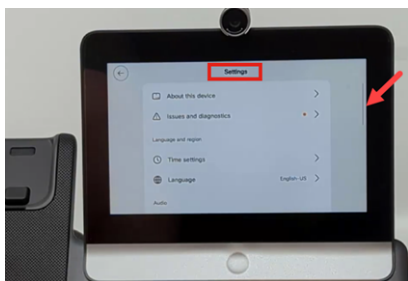 Settings
About this device
Issues and diagnostics
Language and region
Time settings
Language English- US
Audio